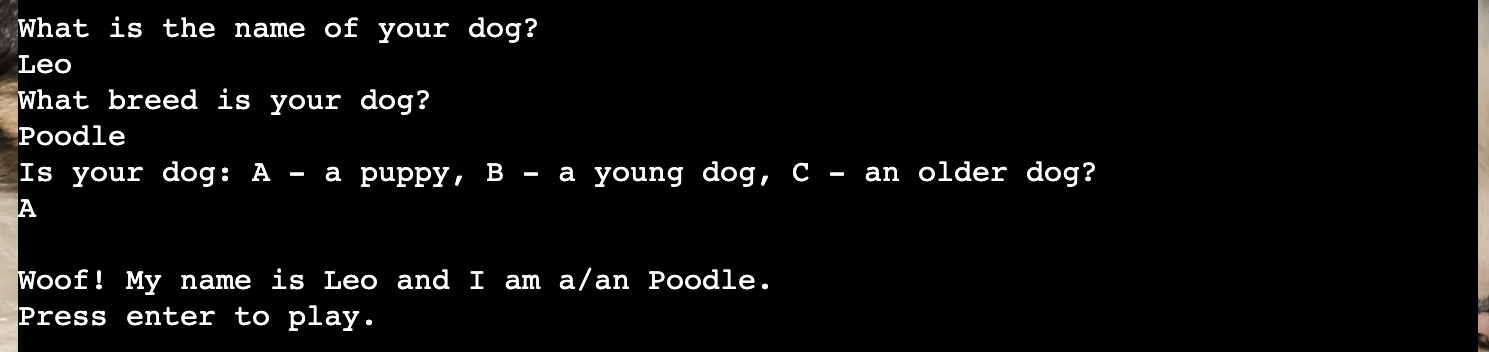 What is the name of your dog?
Leo
What breed is your dog?
Poodle
Is your dog: A - a puppy, B - a young dog, C - an older dog?
A
Woof! My name is Leo and I am a/an Poodle.
Press enter to play.